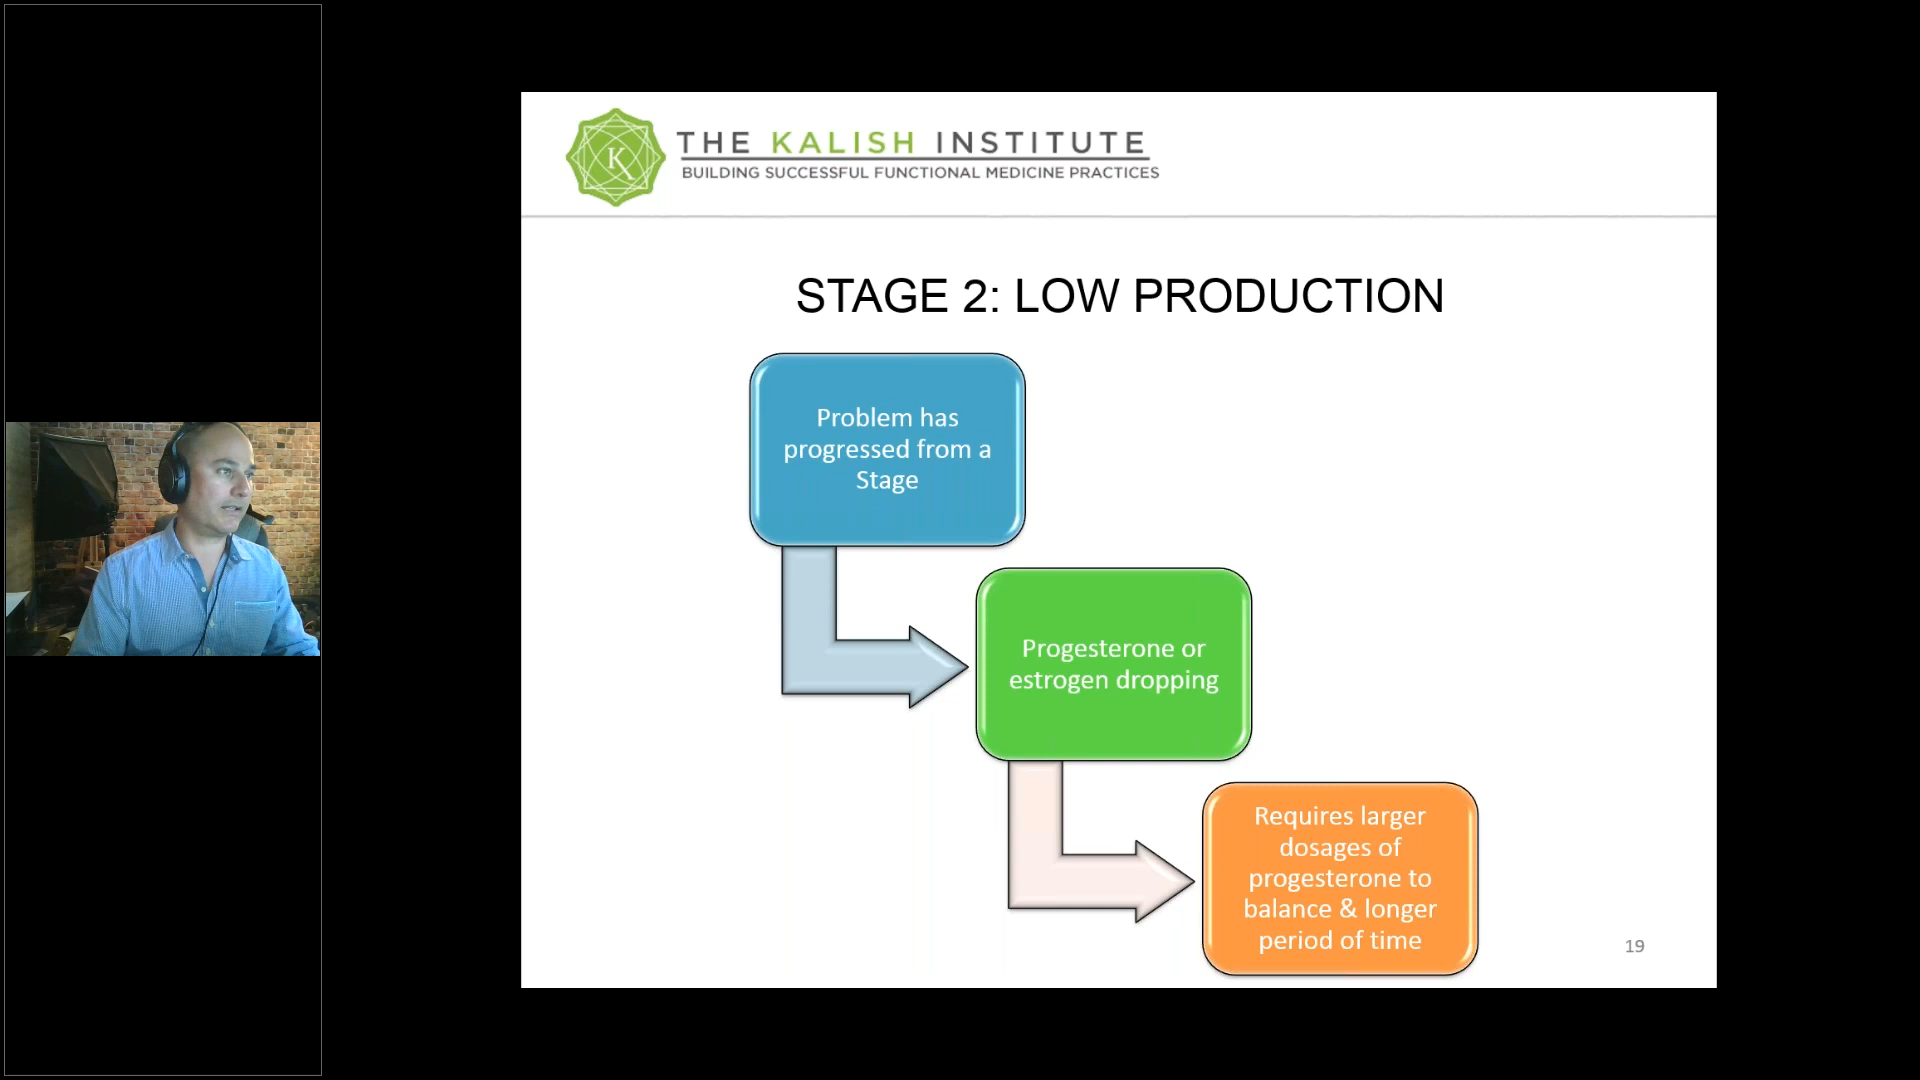 THE KALISH INSTITUTE
BUILDING SUCCESSFUL FUNCTIONAL MEDICINE PRACTICES
STAGE 2: LOW PRODUCTION
Problem has
progressed from a
Stage
Progesterone or
estrogen dropping
Requires larger
dosages of
progesterone to
balance & longer
period of time
19
K